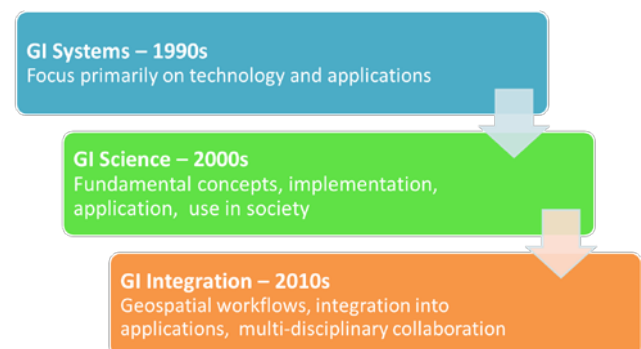 GI Systems – 1990s
Focus primarily on technology and applications
GI Science – 2000s
Fundamental concepts, implementation,
application, use in society
GI Integration – 2010s
Geospatial workflows, integration into
applications, multi-disciplinary collaboration